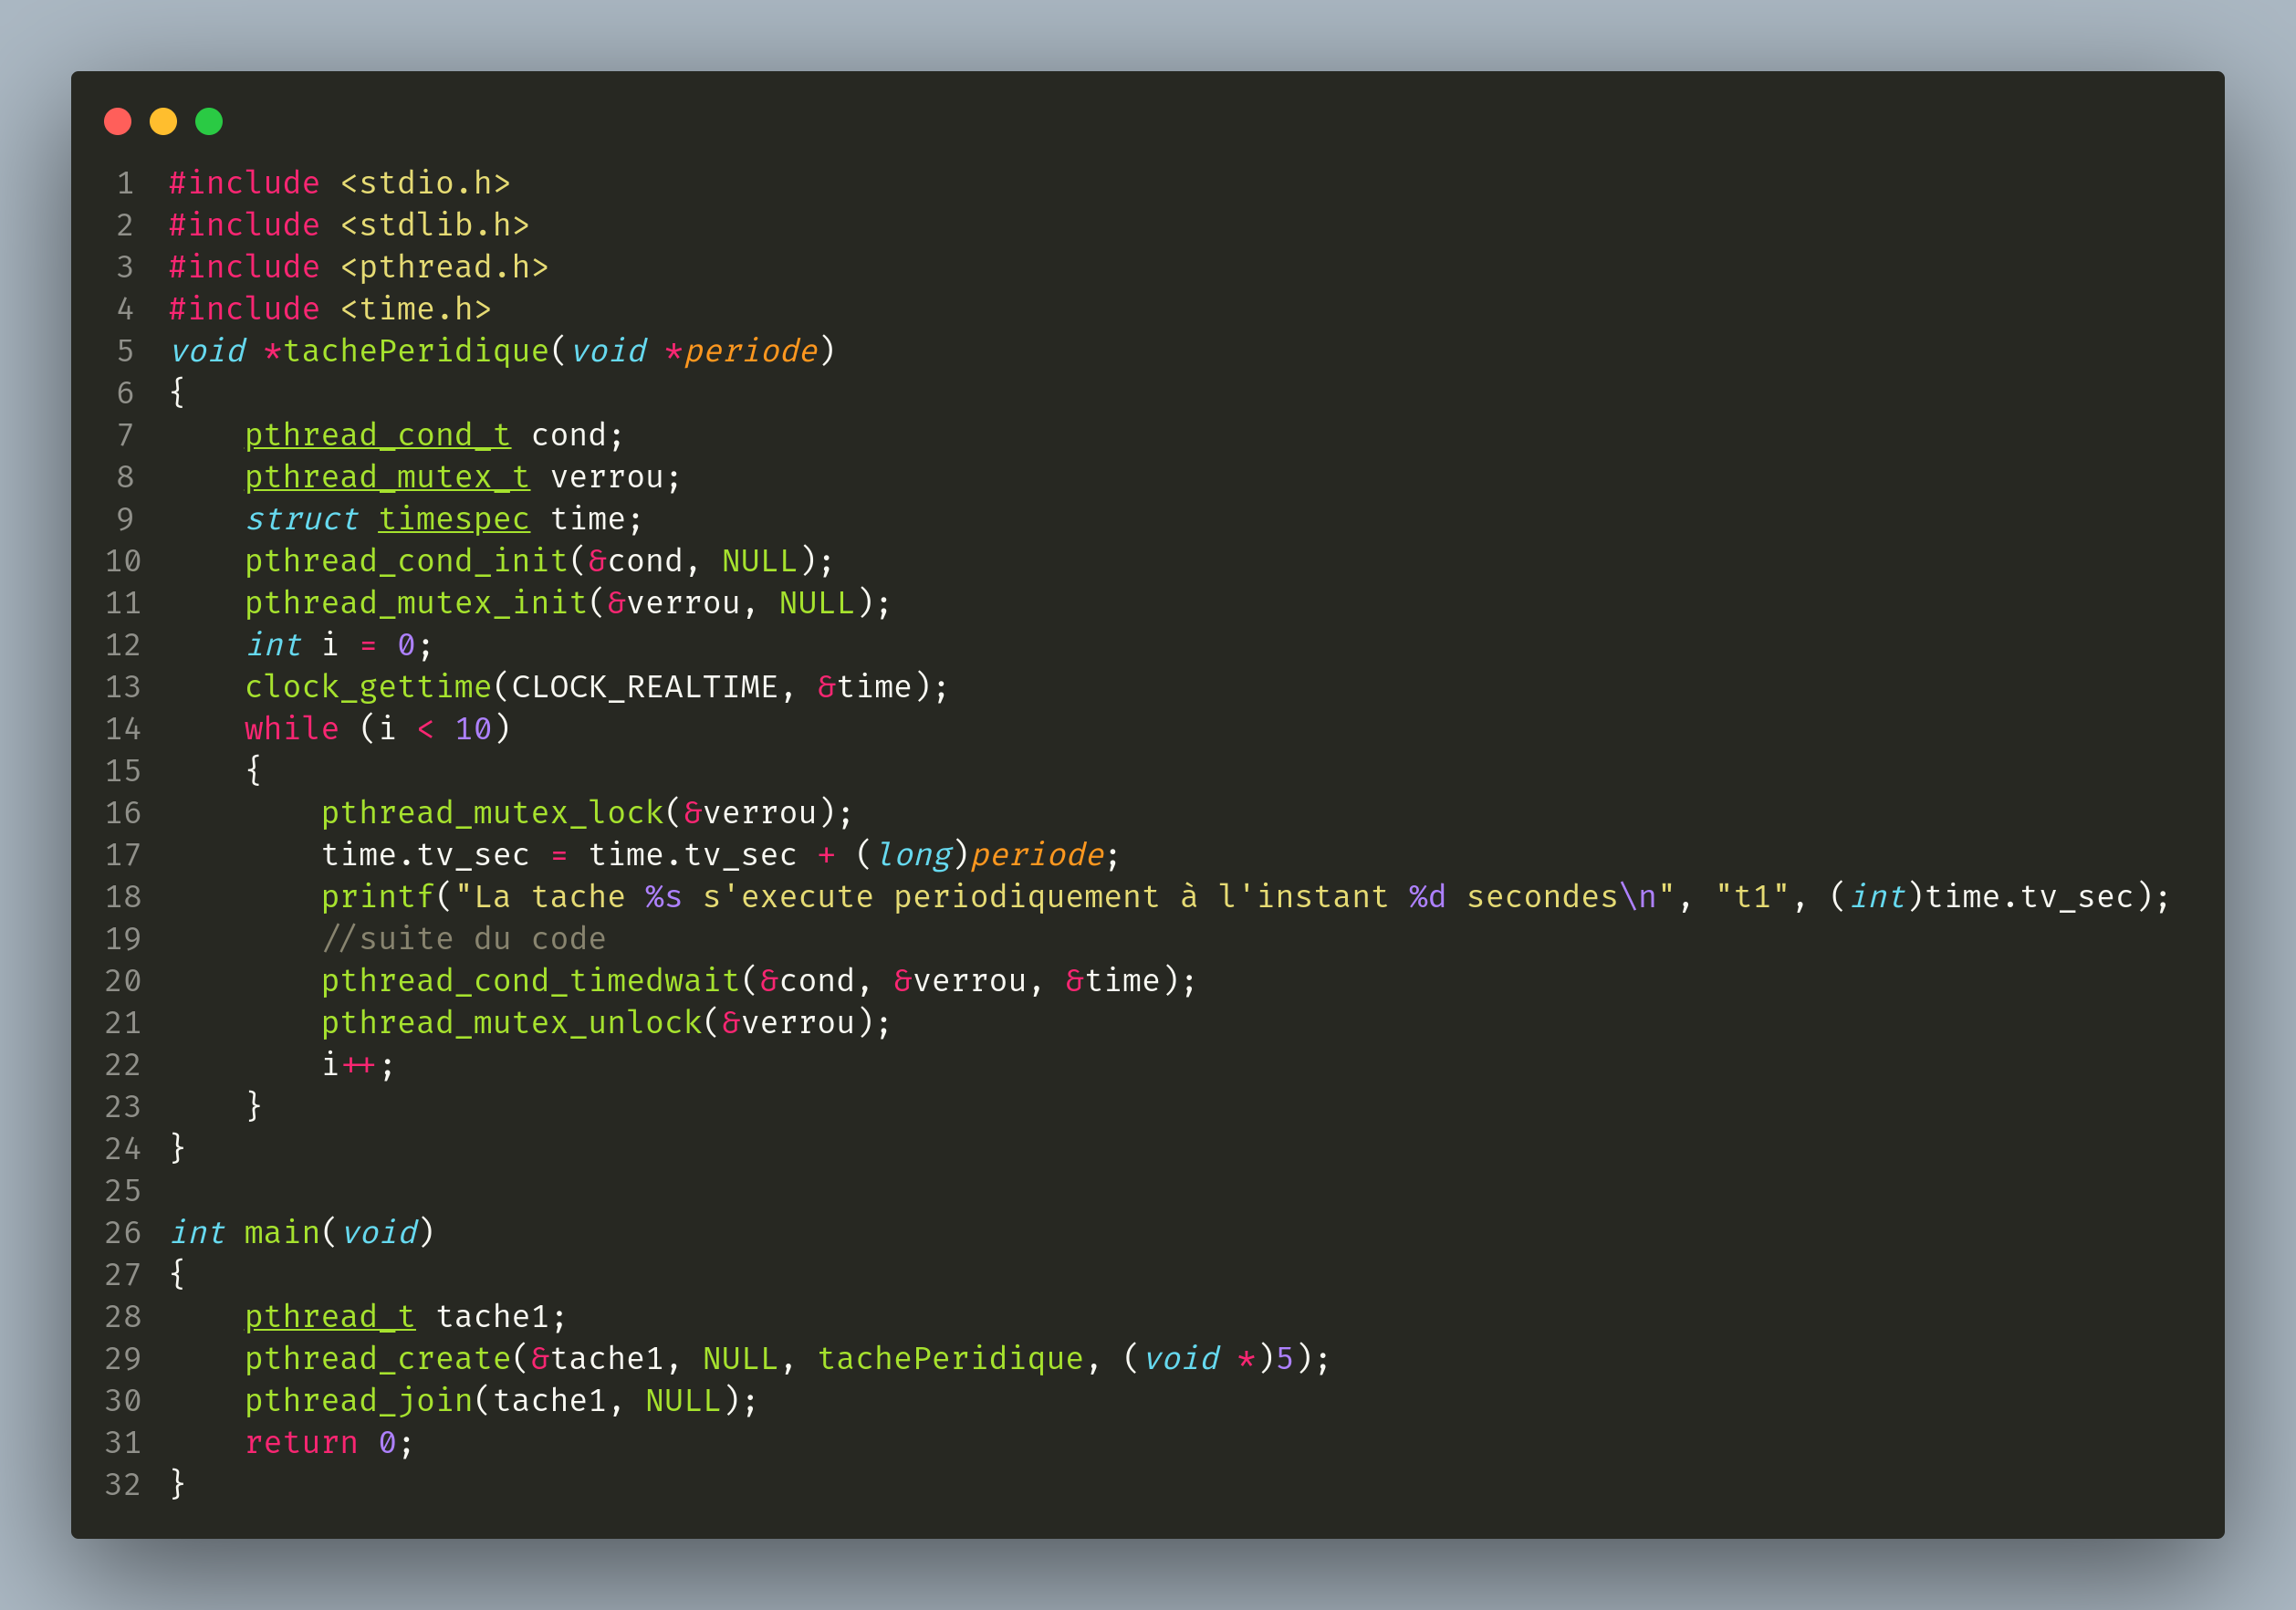 1 #include <stdio.h>
2 #include <stdlib.h>
3 #include <pthread.h>
4 #include <time.h>
5 void *tachePeridique(void *periode)
6 {
7     pthread_cond_t cond;
8     pthread_mutex_t verrou;
9     struct timespec time;
10     pthread_cond_init(&cond, NULL);
11     pthread_mutex_init(&verrou, NULL);
12     int i = 0;
13     clock_gettime(CLOCK_REALTIME, &time);
14     while (i < 10)
15     {
16         pthread_mutex_lock(&verrou);
17         time.tv_sec = time.tv_sec + (long)periode;
18         printf("La tache %s s'execute periodiquement à l'instant %d secondes\n", "t1", (int)time.tv_sec);
19         //suite du code
20         pthread_cond_timedwait(&cond, &verrou, &time);
21         pthread_mutex_unlock(&verrou);
22         i++;
23     }
24 }
25
26 int main(void)
27 {
28     pthread_t tache1;
29     pthread_create(&tache1, NULL, tachePeridique, (void *)5);
30     pthread_join(tache1, NULL);
31     return 0;
32 }